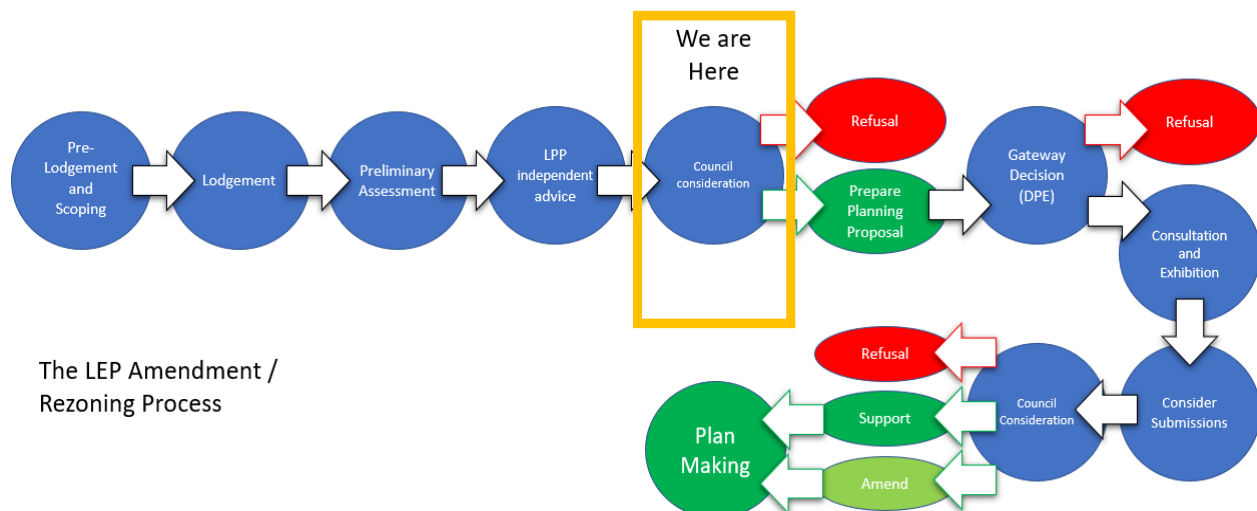 We are
Here
Pre-
Lodgement
and
Scoping
Lodgement
Preliminary
Assessment
LPP
independent
advice
Council
consideration
Refusal
Prepare
Planning
Proposal
Gateway
Decision
(DPE)
Refusal
Consultation
and
Exhibition
Consider
Submissions
Council
Consideration
Refusal
Support
Amend
Plan
Making
The LEP Amendment /
Rezoning Process